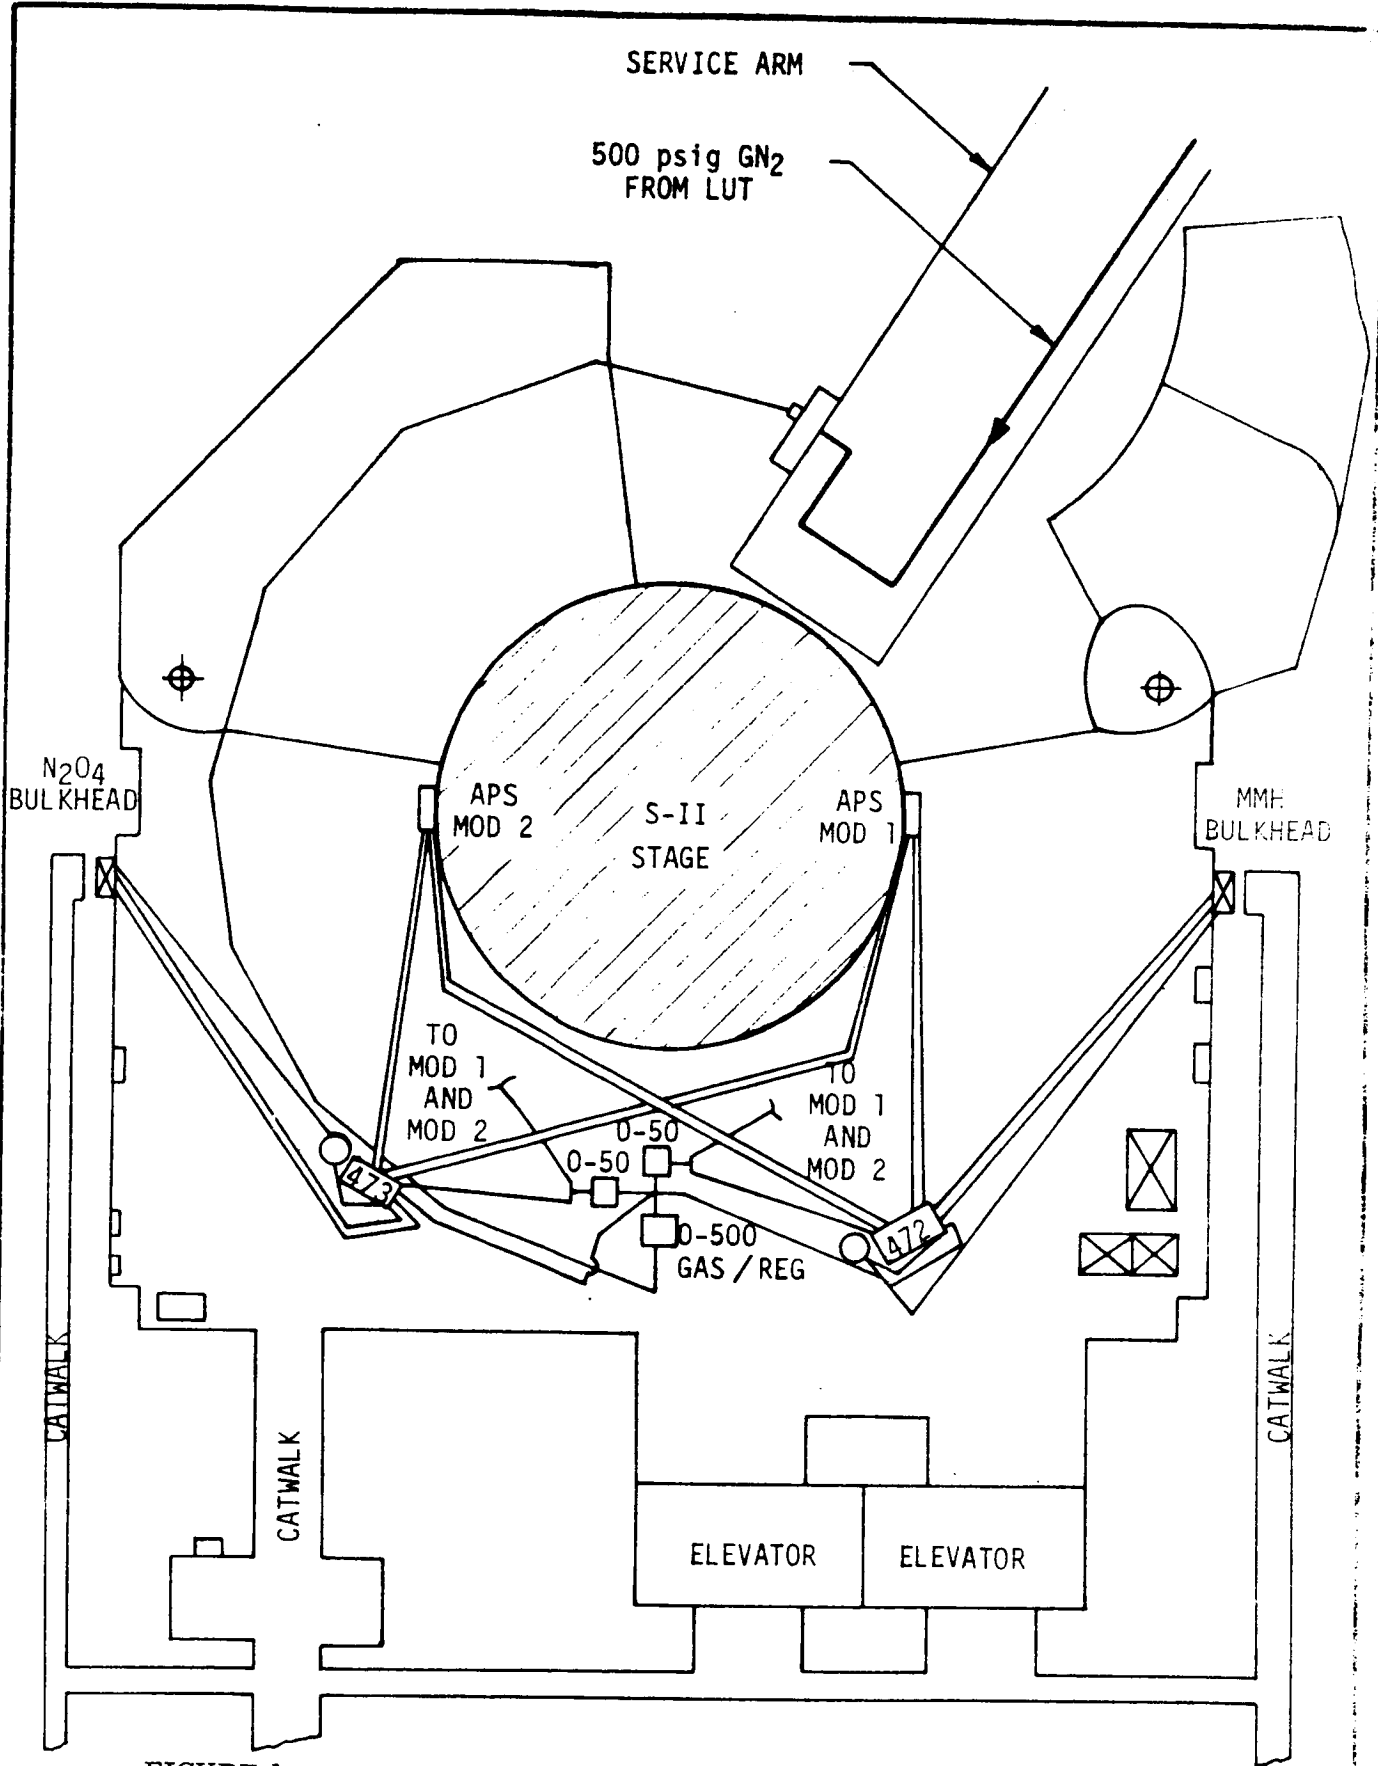 SERVICE ARM
500 psig GN₂
FROM LUT
N₂O₄
BULKHEAD
APS
MOD 2
S-II
STAGE
APS
MOD 1
MMH
BULKHEAD
TO
MOD 1
AND
MOD 2
TO
MOD 1
AND
MOD 2
0-50
0-50
473
472
0-500
GAS/REG
CATWALK
CATWALK
CATWALK
ELEVATOR
ELEVATOR